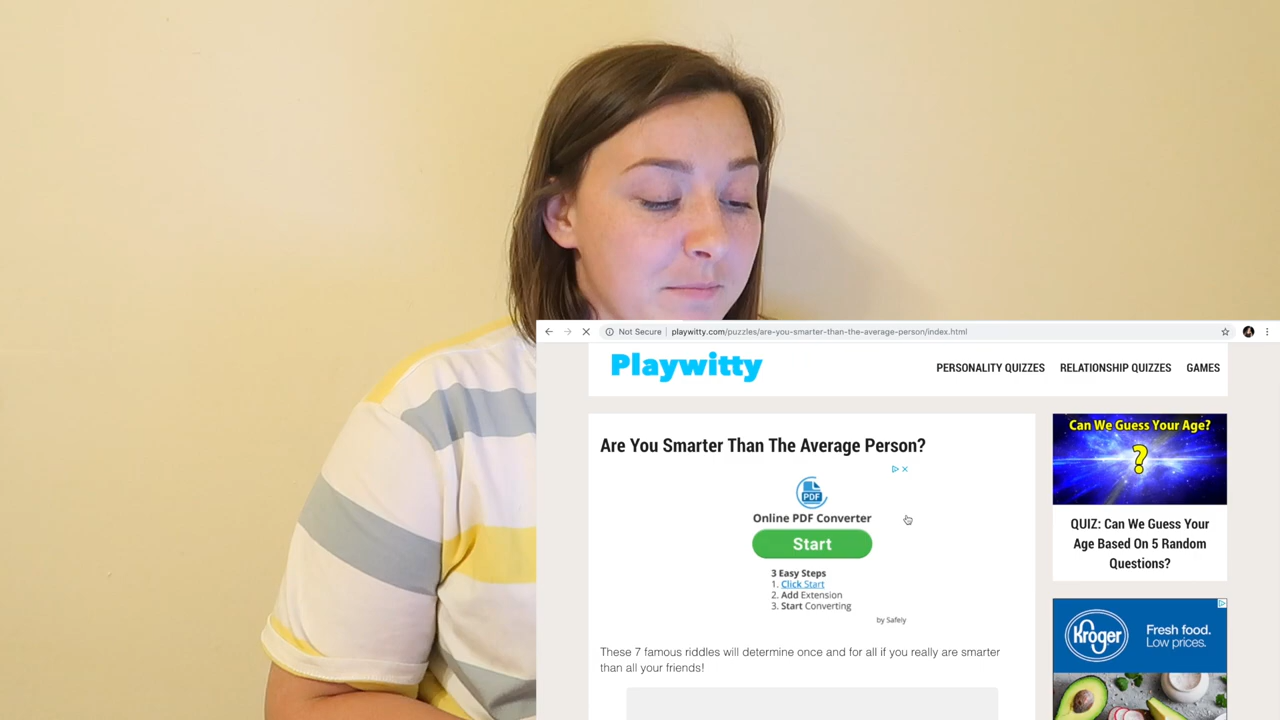 Not Secure
playwitty.com/puzzles/are-you-smarter-than-the-average-person/index.html
Playwitty
PERSONALITY QUIZZES
RELATIONSHIP QUIZZES
GAMES
Are You Smarter Than The Average Person?
PDF
Online PDF Converter
Start
3 Easy Steps
1. Click Start
2. Add Extension
3. Start Converting
by Safely
These 7 famous riddles will determine once and for all if you really are smarter
than all your friends!
Can We Guess Your Age?
?
QUIZ: Can We Guess Your
Age Based On 5 Random
Questions?
Kroger
Fresh food.
Low prices.